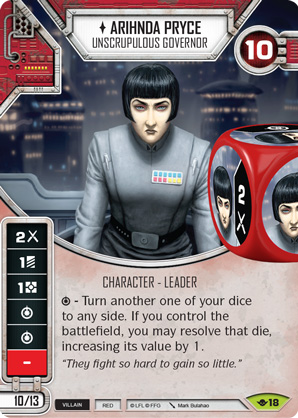 ARIHNDA PRYCE
UNSCRUPULOUS GOVERNOR
10
2
2
1
1
-
CHARACTER - LEADER
- Turn another one of your dice
to any side. If you control the
battlefield, you may resolve that die,
increasing its value by 1.
"They fight so hard to gain so little."
10/13
VILLAIN
RED
© LFL © FFG
Mark Bulahao
18